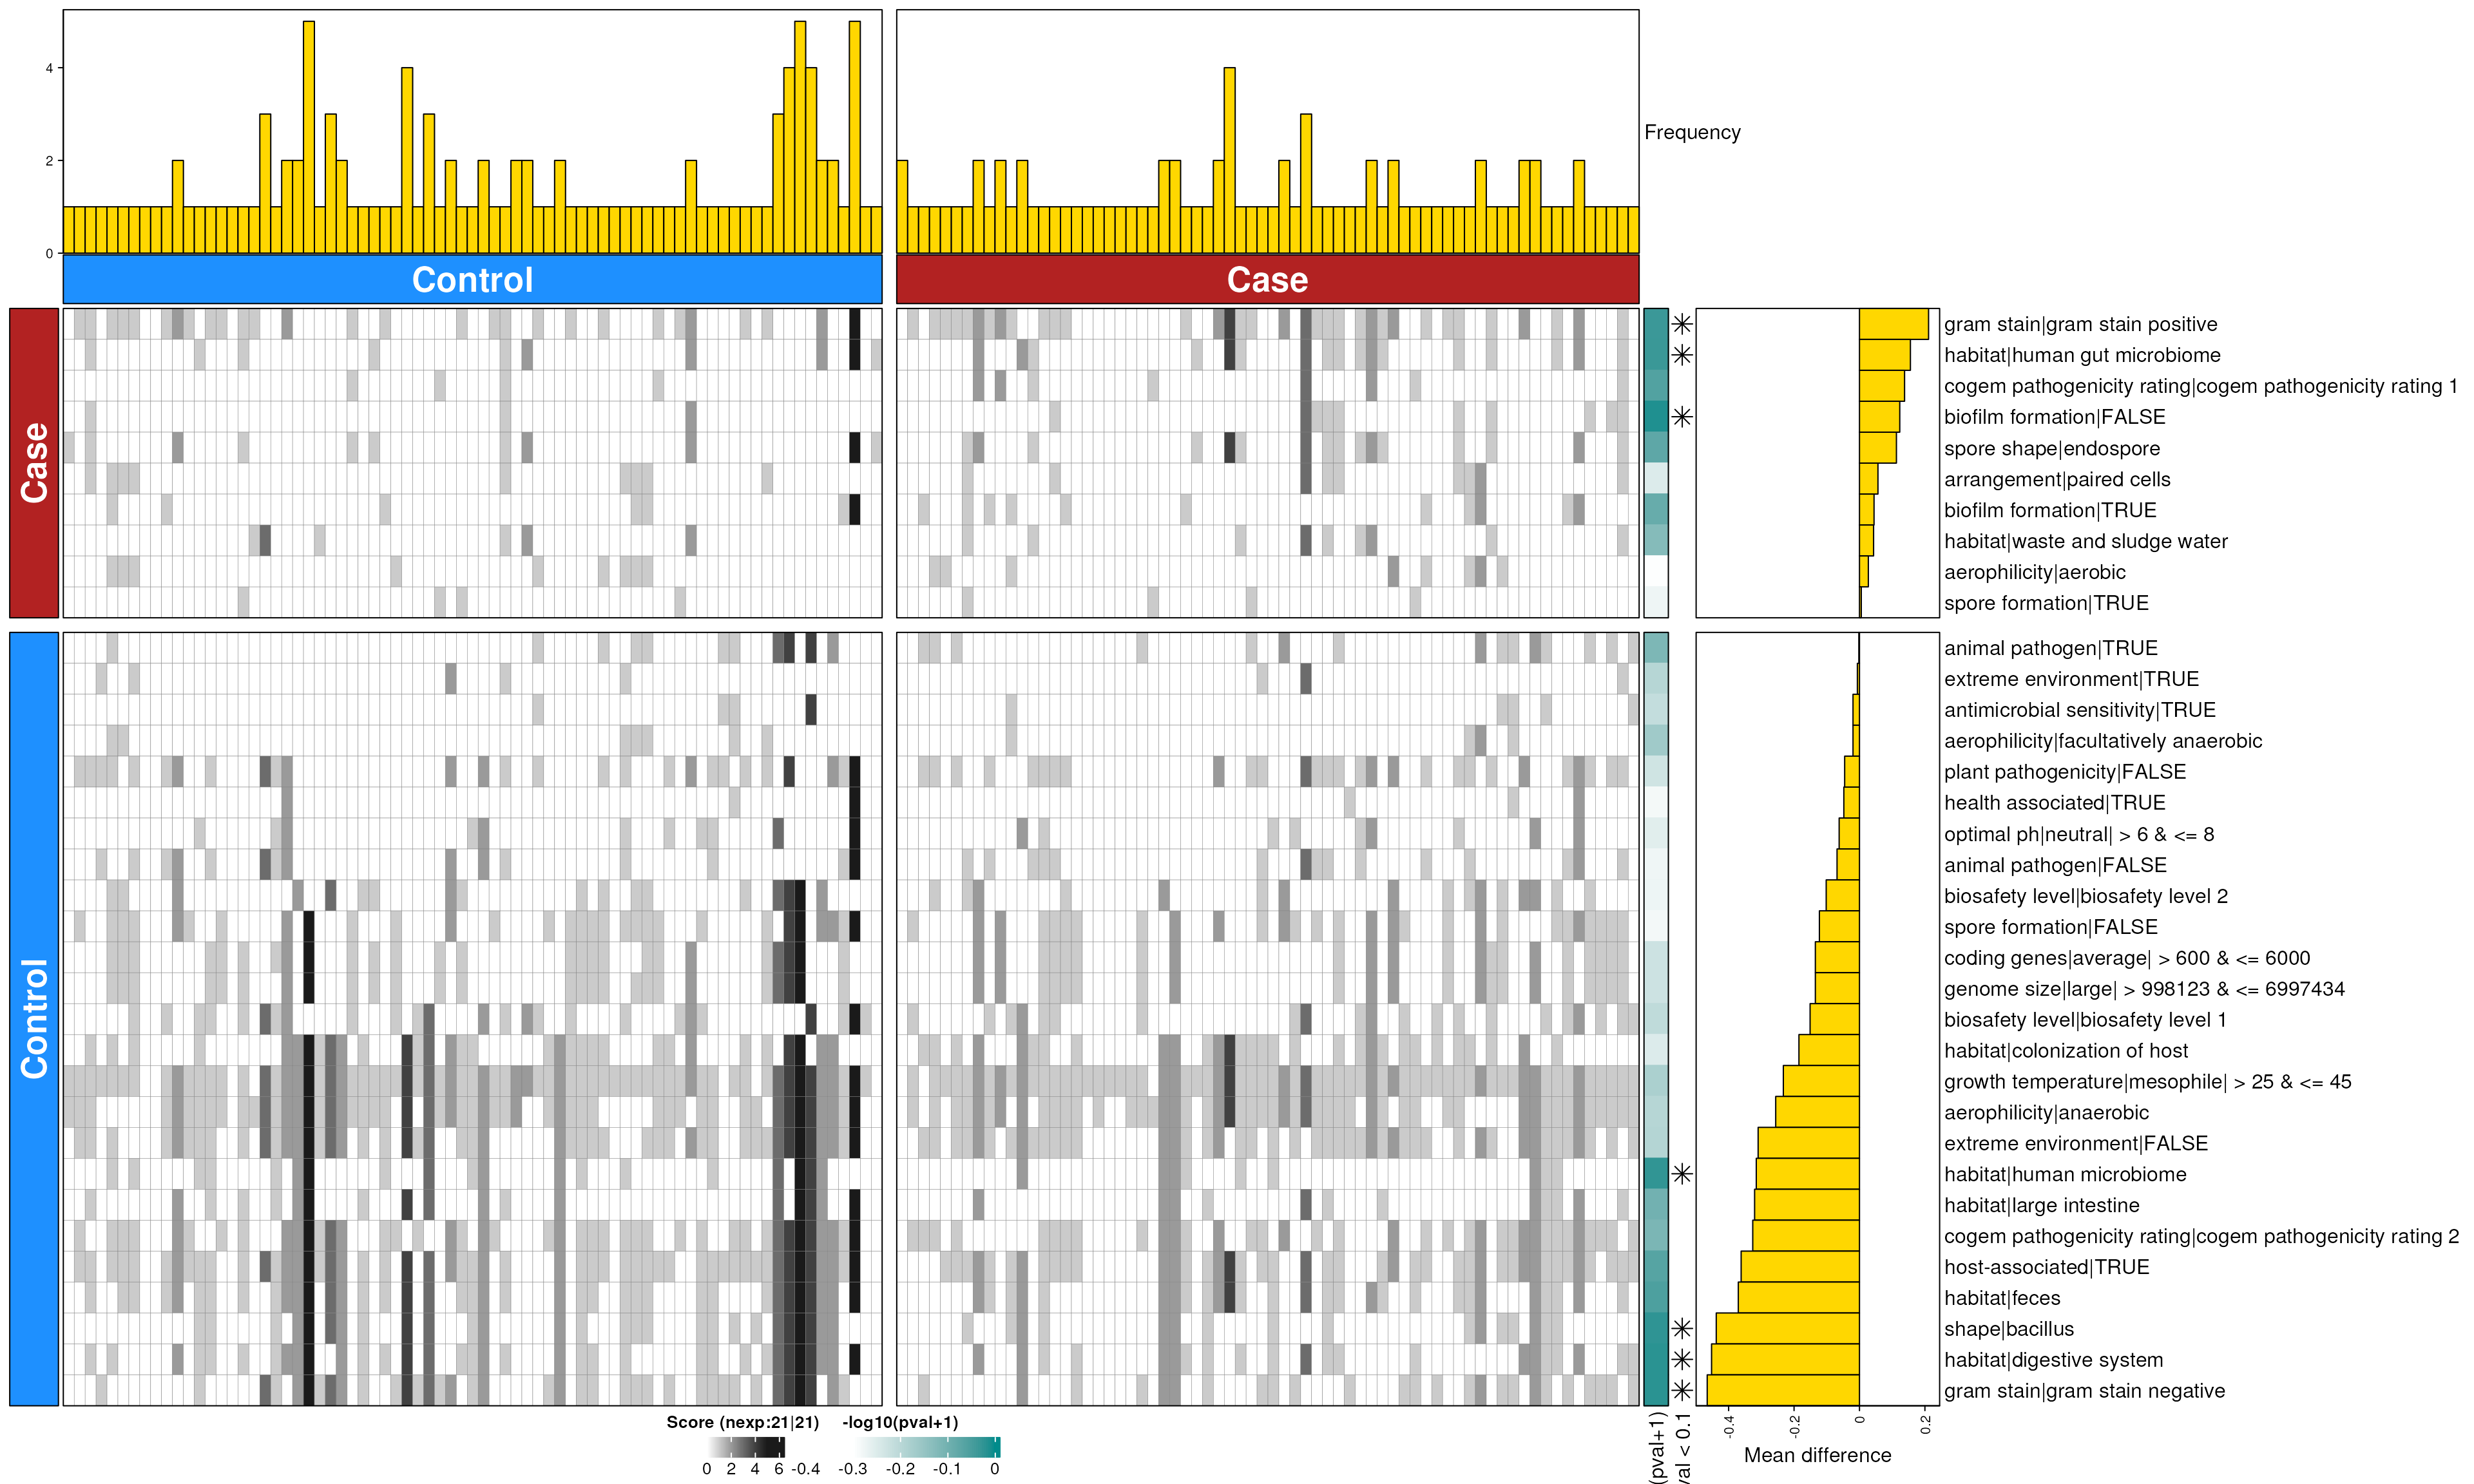 4
2
0
Frequency
Control
Case
Case
gram stain|gram stain positive
habitat|human gut microbiome
cogem pathogenicity rating|cogem pathogenicity rating 1
biofilm formation|FALSE
spore shape|endospore
arrangement|paired cells
biofilm formation|TRUE
habitat|waste and sludge water
aerophilicity|aerobic
spore formation|TRUE
Control
animal pathogen|TRUE
extreme environment|TRUE
antimicrobial sensitivity|TRUE
aerophilicity|facultatively anaerobic
plant pathogenicity|FALSE
health associated|TRUE
optimal ph|neutral| > 6 & <= 8
animal pathogen|FALSE
biosafety level|biosafety level 2
spore formation|FALSE
coding genes|average| > 600 & <= 6000
genome size|large| > 998123 & <= 6997434
biosafety level|biosafety level 1
habitat|colonization of host
growth temperature|mesophile| > 25 & <= 45
aerophilicity|anaerobic
extreme environment|FALSE
habitat|human microbiome
habitat|large intestine
cogem pathogenicity rating|cogem pathogenicity rating 2
host-associated|TRUE
habitat|feces
shape|bacillus
habitat|digestive system
gram stain|gram stain negative
-0.4 -0.2 0 0.2
Mean difference
(pval+1)
val < 0.1
Score (nexp:21|21) -log10(pval+1)
0 2 4 6 -0.4 -0.3 -0.2 -0.1 0